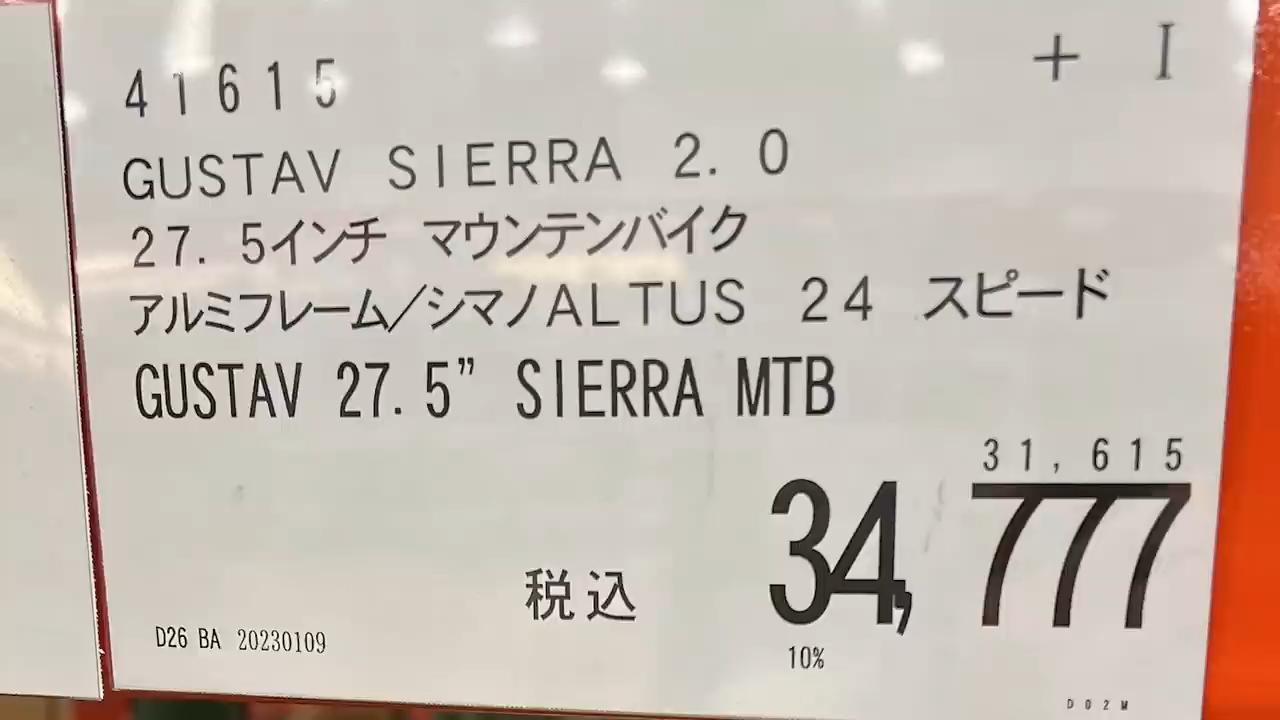 41615
+ I
GUSTAV SIERRA 2.0
27.5インチ マウンテンバイク
アルミフレーム/シマノALTUS 24 スピード
GUSTAV 27.5” SIERRA MTB
31,615
税込 34,777
10%
D26 BA 20230109
D02M